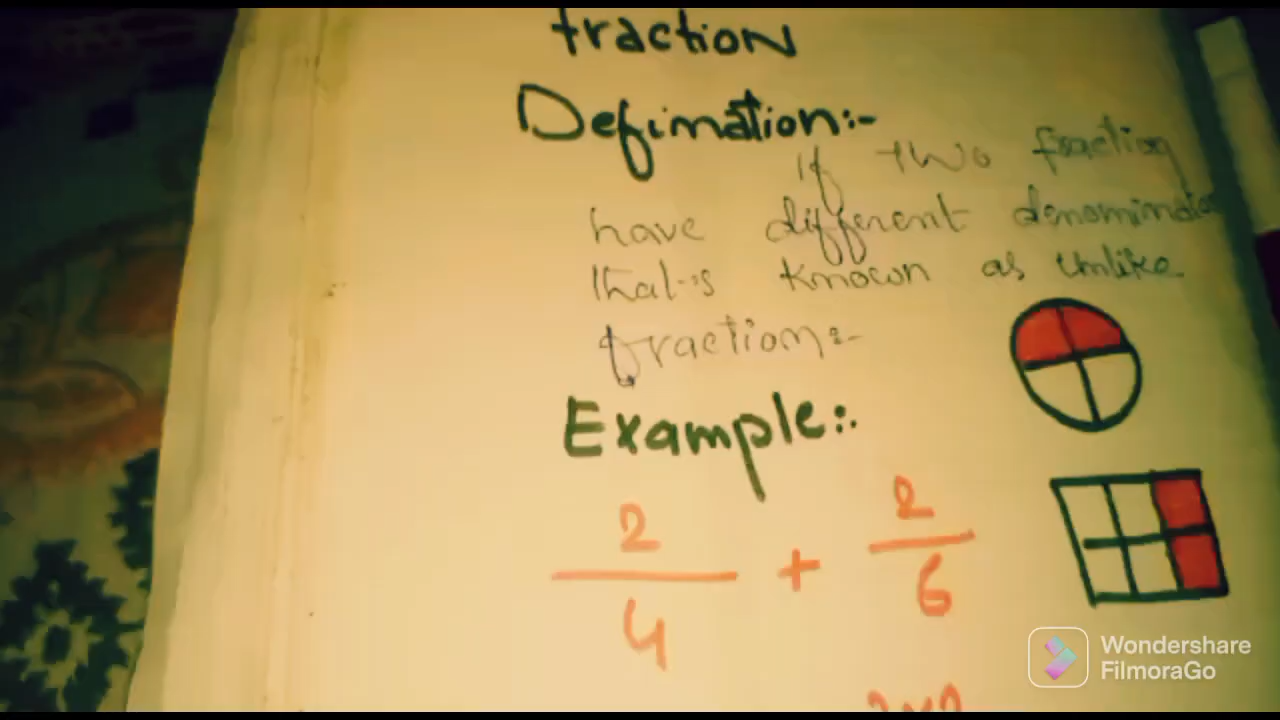 fraction
Defination:-
If two fraction
have different denominator
that is known as unlike
fraction:-
Example:-
2/4 + 2/6
Wondershare
FilmoraGo